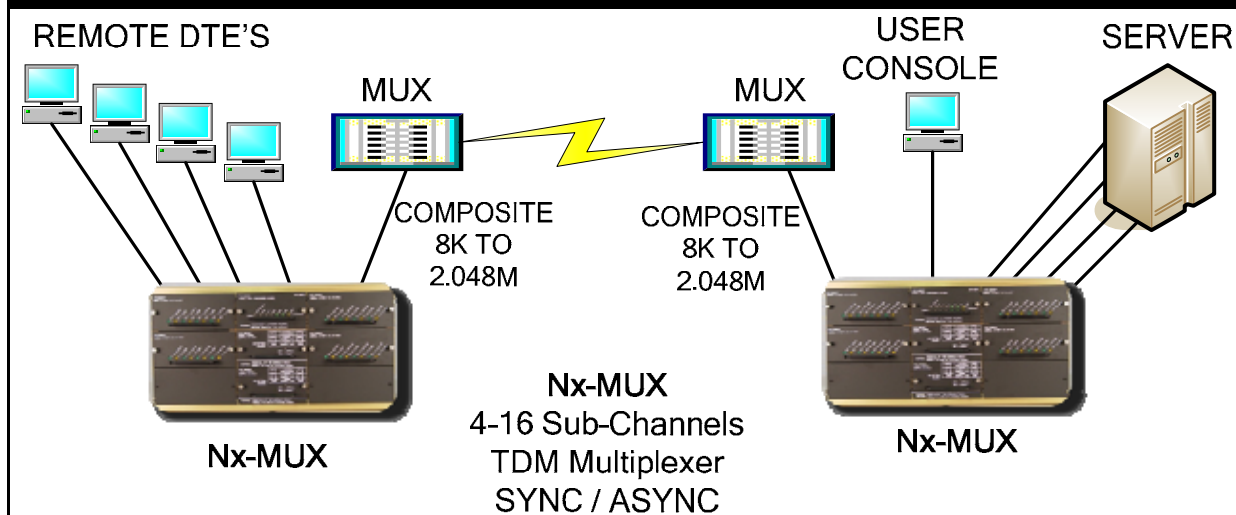 REMOTE DTE'S
MUX
MUX
USER
CONSOLE
SERVER
COMPOSITE
8K TO
2.048M
COMPOSITE
8K TO
2.048M
Nx-MUX
Nx-MUX
4-16 Sub-Channels
TDM Multiplexer
SYNC / ASYNC
Nx-MUX